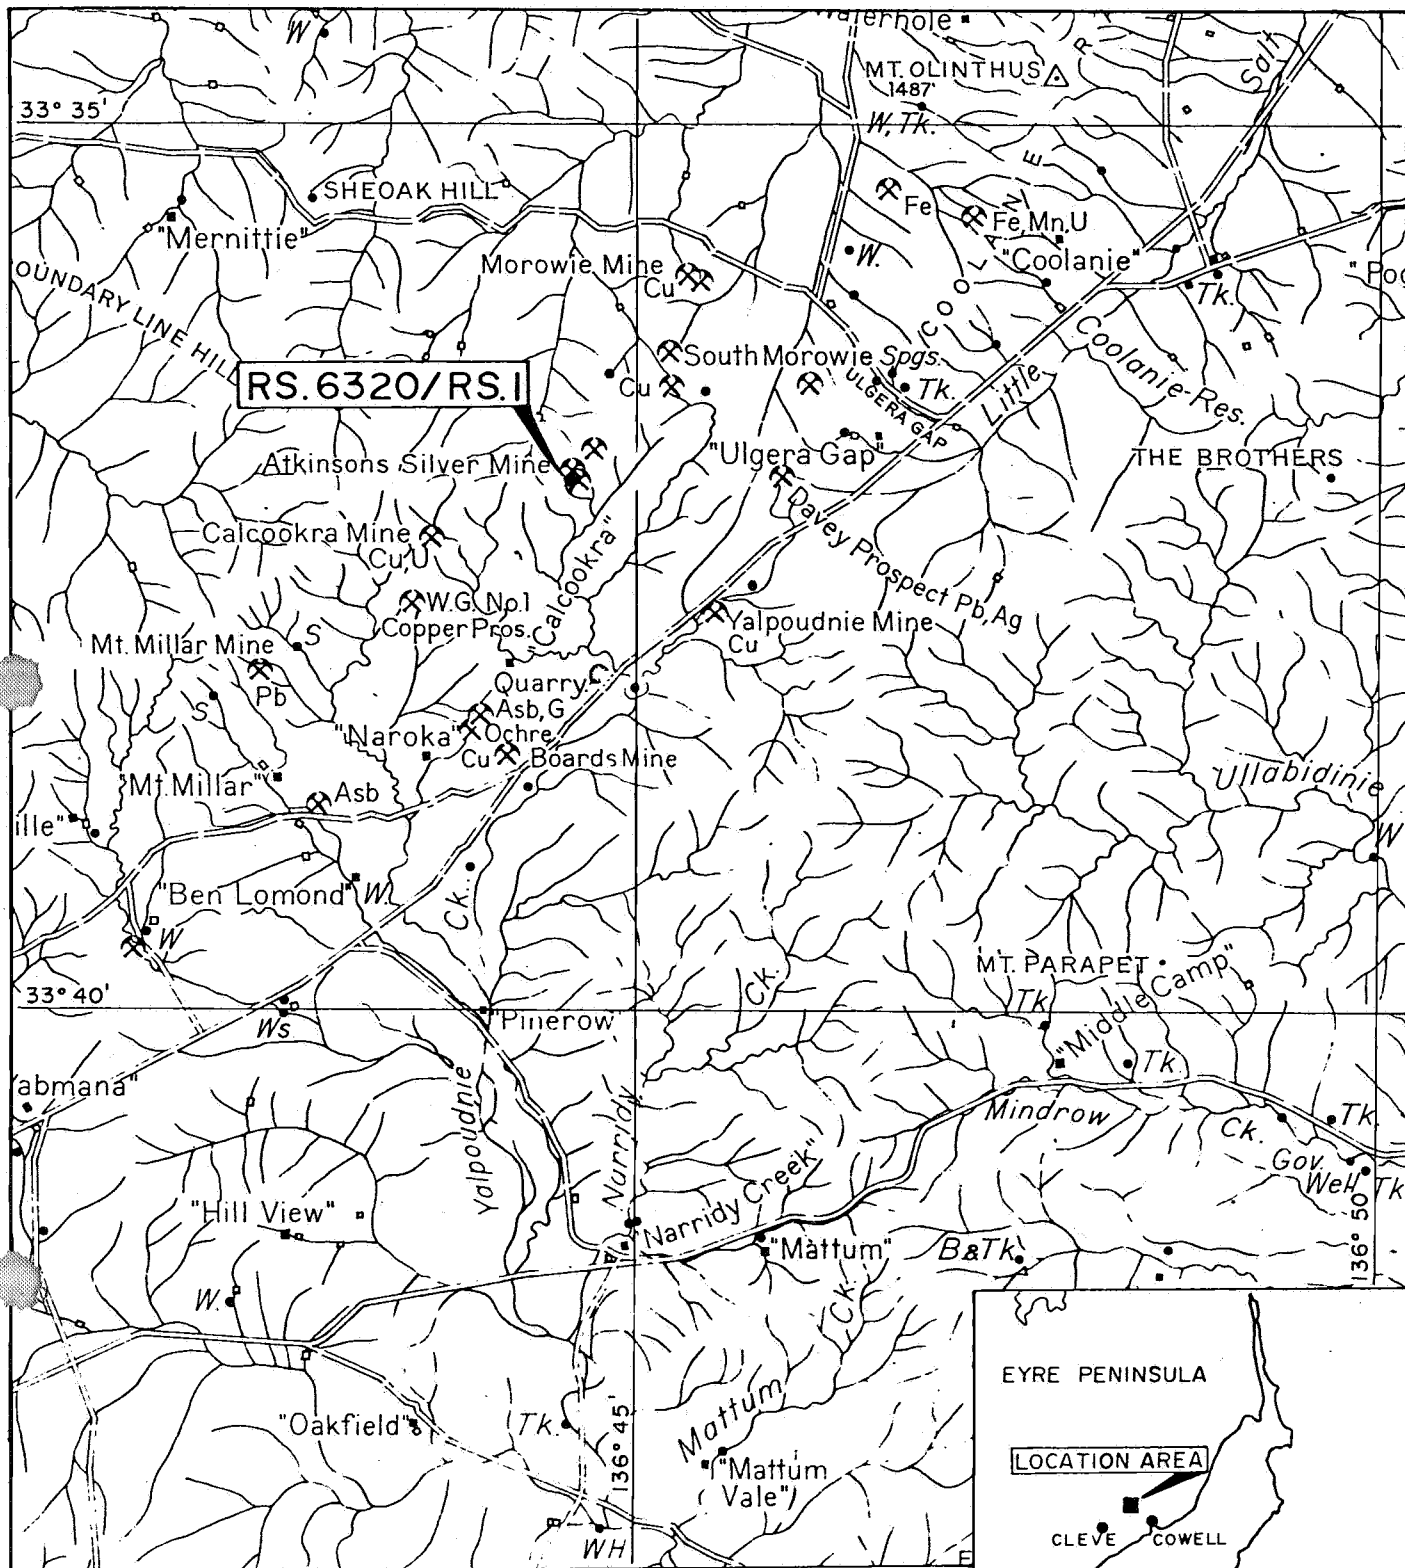 W
Waterhole
R
Salt
MT. OLINTHUS
1487'
33° 35'
W, Tk.
E
SHEOAK HILL
Fe
N
Fe, Mn, U
"Mernittie"
W.
"Coolanie"
COOLAN
Morowie Mine
Cu
Tk.
OUNDARY LINE HILL
South Morowie
Spgs.
Coolanie Res.
RS. 6320/RS. 1
Cu
Tk.
Little
ULGERA GAP
Atkinsons Silver Mine
"Ulgera Gap"
THE BROTHERS
Calcookra Mine
Cu, U
Davey Prospect Pb, Ag
"Calcookra"
W.G. No.1
Copper Pros.
Yalpoudnie Mine
Cu
Mt. Millar Mine
S
Pb
S
Quarry
Asb, G
"Naroka"
Ochre
Cu
Boards Mine
Ullabidinie
"Mt. Millar"
Asb
ille"
W
"Ben Lomond"
W.
Ck.
W
MT. PARAPET
Ck.
33° 40'
Tk
"Middle Camp"
Ws
"Pinerow"
Tk
abmana"
Yalpoudnie
Nurridy
Mindrow
Ck.
Tk.
Gov.
Well
Tk
"Hill View"
Narridy Creek"
"Mattum"
B&Tk.
136° 50'
W.
Ck.
EYRE PENINSULA
"Oakfield"
Tk.
136° 45'
Mattum
LOCATION AREA
"Mattum
Vale"
WH
CLEVE
COWELL